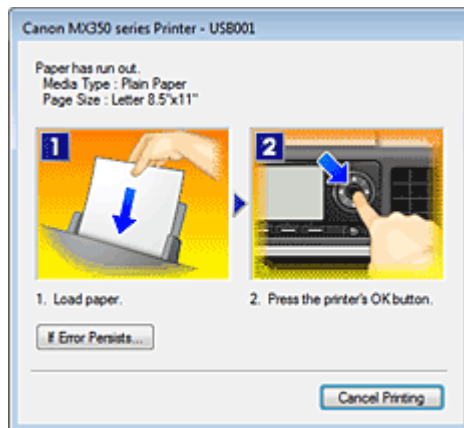 Canon MX350 series Printer - USB001
Paper has run out.
Media Type : Plain Paper
Page Size : Letter 8.5"x11"
1
2
1. Load paper.
2. Press the printer's OK button.
If Error Persists...
Cancel Printing